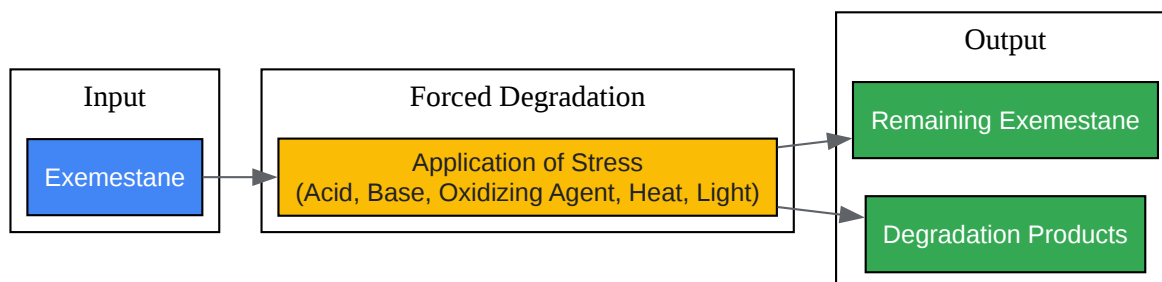 Input
Exemestane
Forced Degradation
Application of Stress
(Acid, Base, Oxidizing Agent, Heat, Light)
Output
Remaining Exemestane
Degradation Products